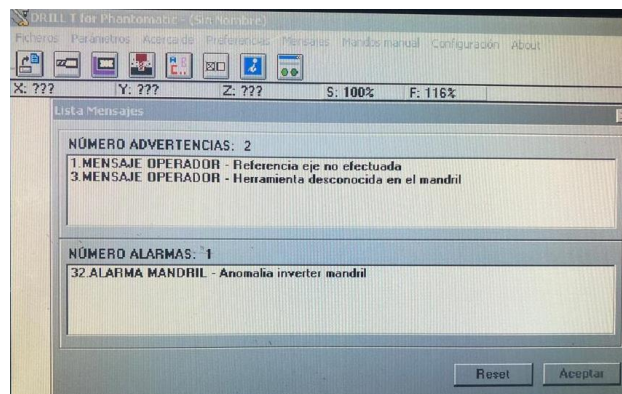 DRILL T for Phantomatic - (Sin Nombre)
Ficheros Parámetros Acerca de Preferencias Mensajes Mandos manual Configuración About
X: ??? Y: ??? Z: ??? S: 100% F: 116%
Lista Mensajes
NÚMERO ADVERTENCIAS: 2
1.MENSAJE OPERADOR - Referencia eje no efectuada
3.MENSAJE OPERADOR - Herramienta desconocida en el mandril
NÚMERO ALARMAS: 1
32.ALARMA MANDRIL - Anomalia inverter mandril
Reset Aceptar